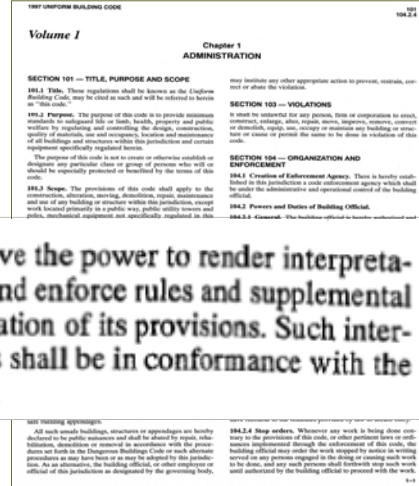 1997 UNIFORM BUILDING CODE
101
104.2.4
Volume 1
Chapter 1
ADMINISTRATION
SECTION 101 — TITLE, PURPOSE AND SCOPE
101.1 Title. These regulations shall be known as the Uniform
Building Code, may be cited as such and will be referred to herein
as "this code."
101.2 Purpose. The purpose of this code is to provide minimum
standards to safeguard life or limb, health, property and public
welfare by regulating and controlling the design, construction,
quality of materials, use and occupancy, location and maintenance
of all buildings and structures within this jurisdiction and certain
equipment specifically regulated herein.
The purpose of this code is not to create or otherwise establish or
designate any particular class or group of persons who will or
should be especially protected or benefited by the terms of this
code.
101.3 Scope. The provisions of this code shall apply to the
construction, alteration, moving, demolition, repair, maintenance
and use of any building or structure within this jurisdiction, except
work located primarily in a public way, public utility towers and
poles, mechanical equipment not specifically regulated in this
may institute any other appropriate action to prevent, restrain, cor-
rect or abate the violation.
SECTION 103 — VIOLATIONS
It shall be unlawful for any person, firm or corporation to erect,
construct, enlarge, alter, repair, move, improve, remove, convert
or demolish, equip, use, occupy or maintain any building or struc-
ture or cause or permit the same to be done in violation of this
code.
SECTION 104 — ORGANIZATION AND
ENFORCEMENT
104.1 Creation of Enforcement Agency. There is hereby estab-
lished in this jurisdiction a code enforcement agency which shall
be under the administrative and operational control of the building
official.
104.2 Powers and Duties of Building Official.
104.2.1 General. The building official is hereby authorized and
ve the power to render interpreta-
nd enforce rules and supplemental
ation of its provisions. Such inter-
shall be in conformance with the
safe building appendages.
All such unsafe buildings, structures or appendages are hereby
declared to be public nuisances and shall be abated by repair, reha-
bilitation, demolition or removal in accordance with the proce-
dures set forth in the Dangerous Buildings Code or such alternate
procedures as may have been or as may be adopted by this jurisdic-
tion. As an alternative, the building official, or other employee or
official of this jurisdiction as designated by the governing body,
104.2.4 Stop orders. Whenever any work is being done con-
trary to the provisions of this code, or other pertinent laws or ordi-
nances implemented through the enforcement of this code, the
building official may order the work stopped by notice in writing
served on any persons engaged in the doing or causing such work
to be done, and any such persons shall forthwith stop such work
until authorized by the building official to proceed with the work.